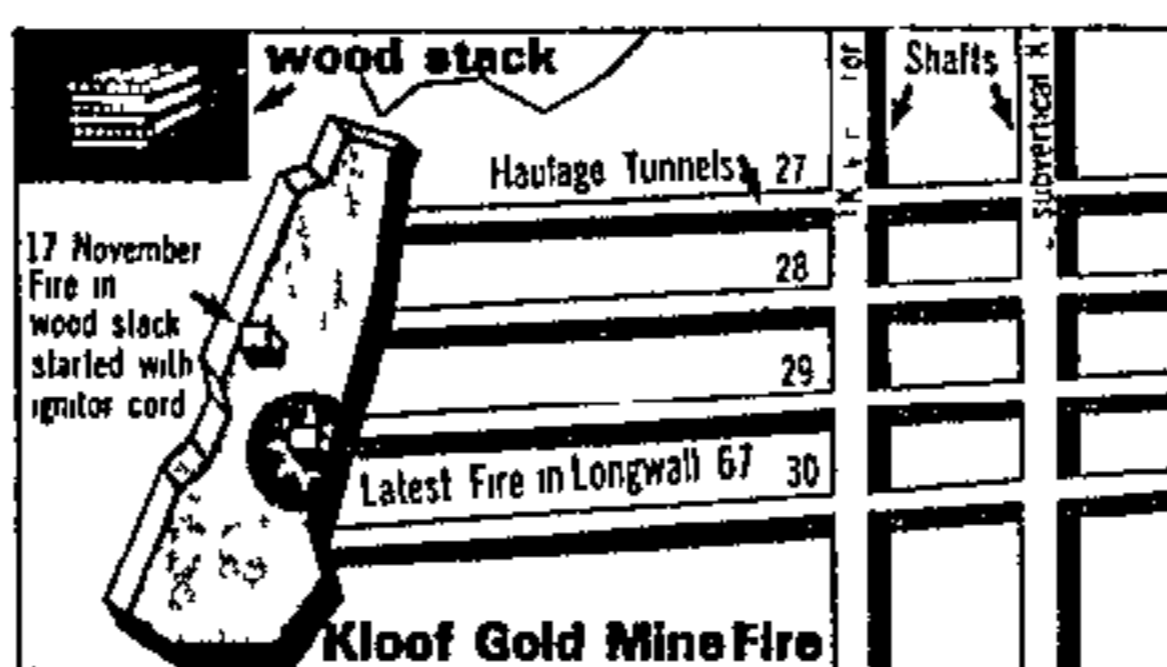 wood stack
Shafts
Haulage Tunnels
27
17 November
Fire in
wood stack
started with
ignitor cord
28
29
Latest Fire in Longwall 67
30
Subvertical
Kloof Gold Mine Fire